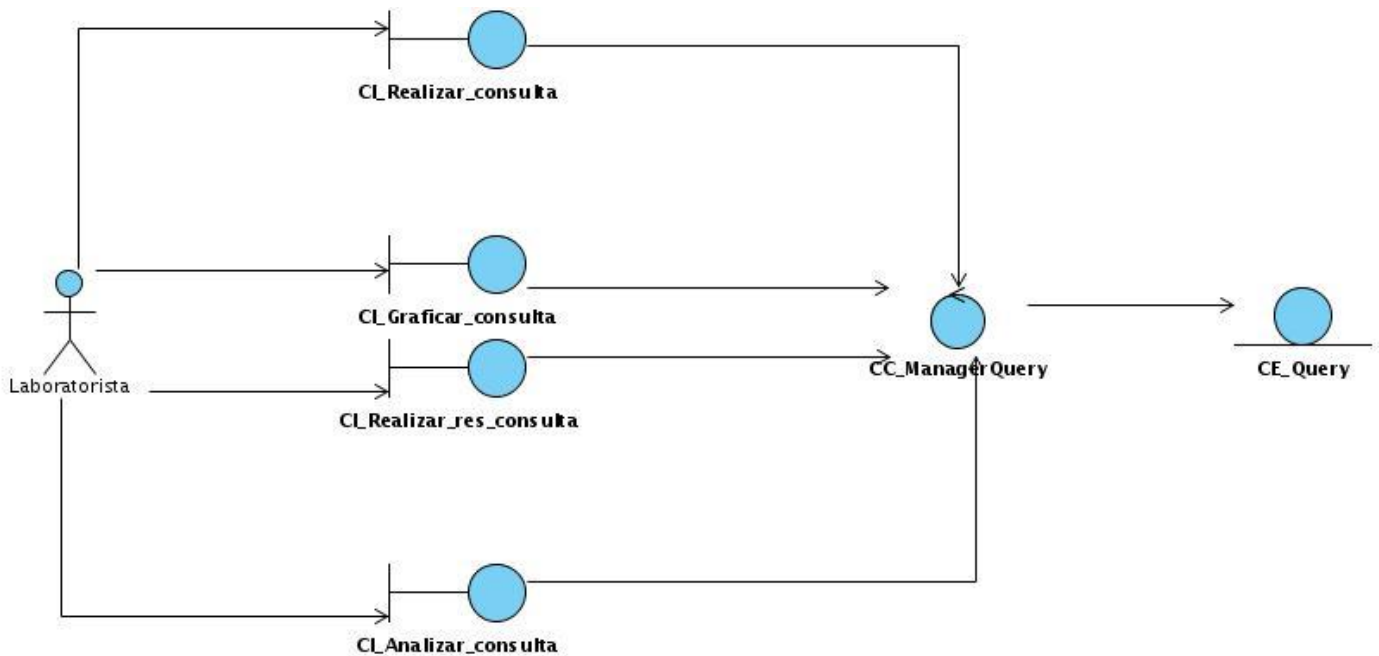 CI_Realizar_consulta
CI_Graficar_consulta
Laboratorista
CI_Realizar_res_consulta
CC_ManagerQuery
CE_Query
CI_Analizar_consulta